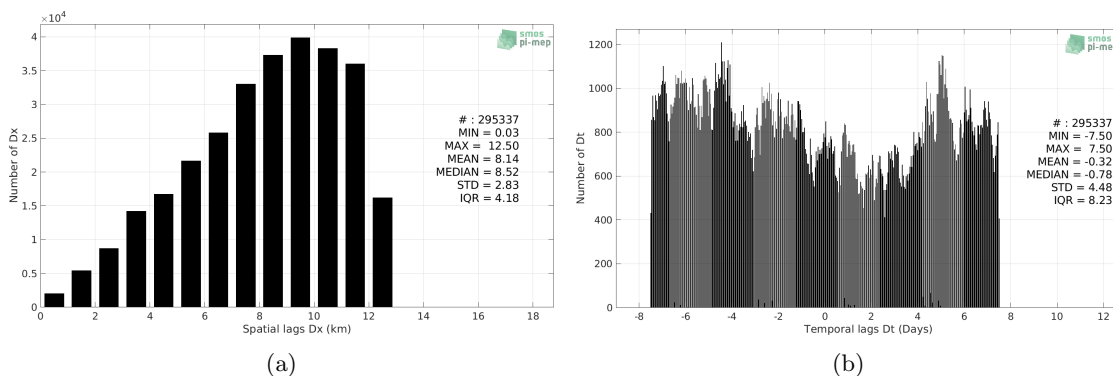 ×10⁴
4
3.5
3
2.5
2
1.5
1
0.5
0
Number of Dx
0 2 4 6 8 10 12 14 16 18
Spatial lags Dx (km)
smos
pi-mep
# : 295337
MIN = 0.03
MAX = 12.50
MEAN = 8.14
MEDIAN = 8.52
STD = 2.83
IQR = 4.18
(a)
1200
1000
800
600
400
200
0
Number of Dt
-8 -6 -4 -2 0 2 4 6 8 10 12
Temporal lags Dt (Days)
smos
pi-mep
# : 295337
MIN = -7.50
MAX = 7.50
MEAN = -0.32
MEDIAN = -0.78
STD = 4.48
IQR = 8.23
(b)